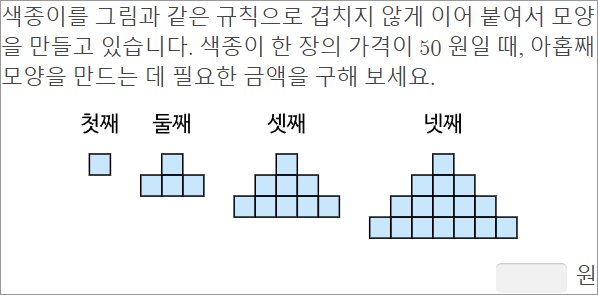 색종이를 그림과 같은 규칙으로 겹치지 않게 이어 붙여서 모양
을 만들고 있습니다. 색종이 한 장의 가격이 50 원일 때, 아홉째
모양을 만드는 데 필요한 금액을 구해 보세요.
첫째 둘째 셋째 넷째
원